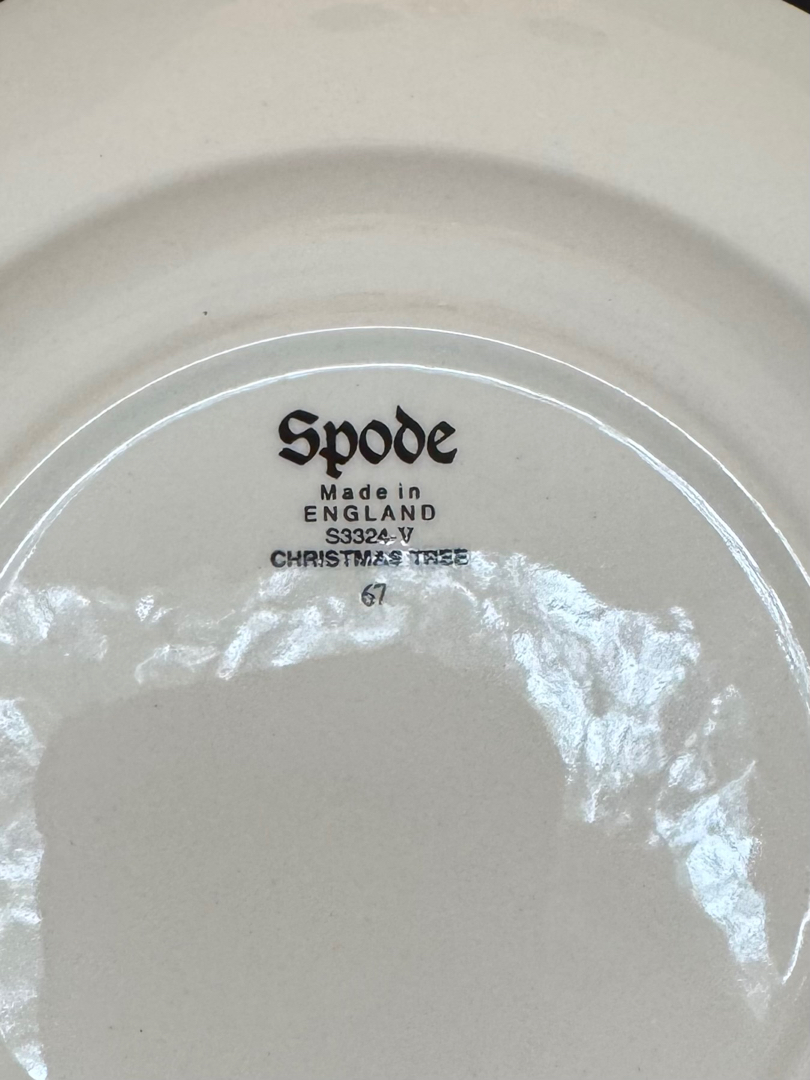 Spode
Made in
ENGLAND
S3324-V
CHRISTMAS TREE
67